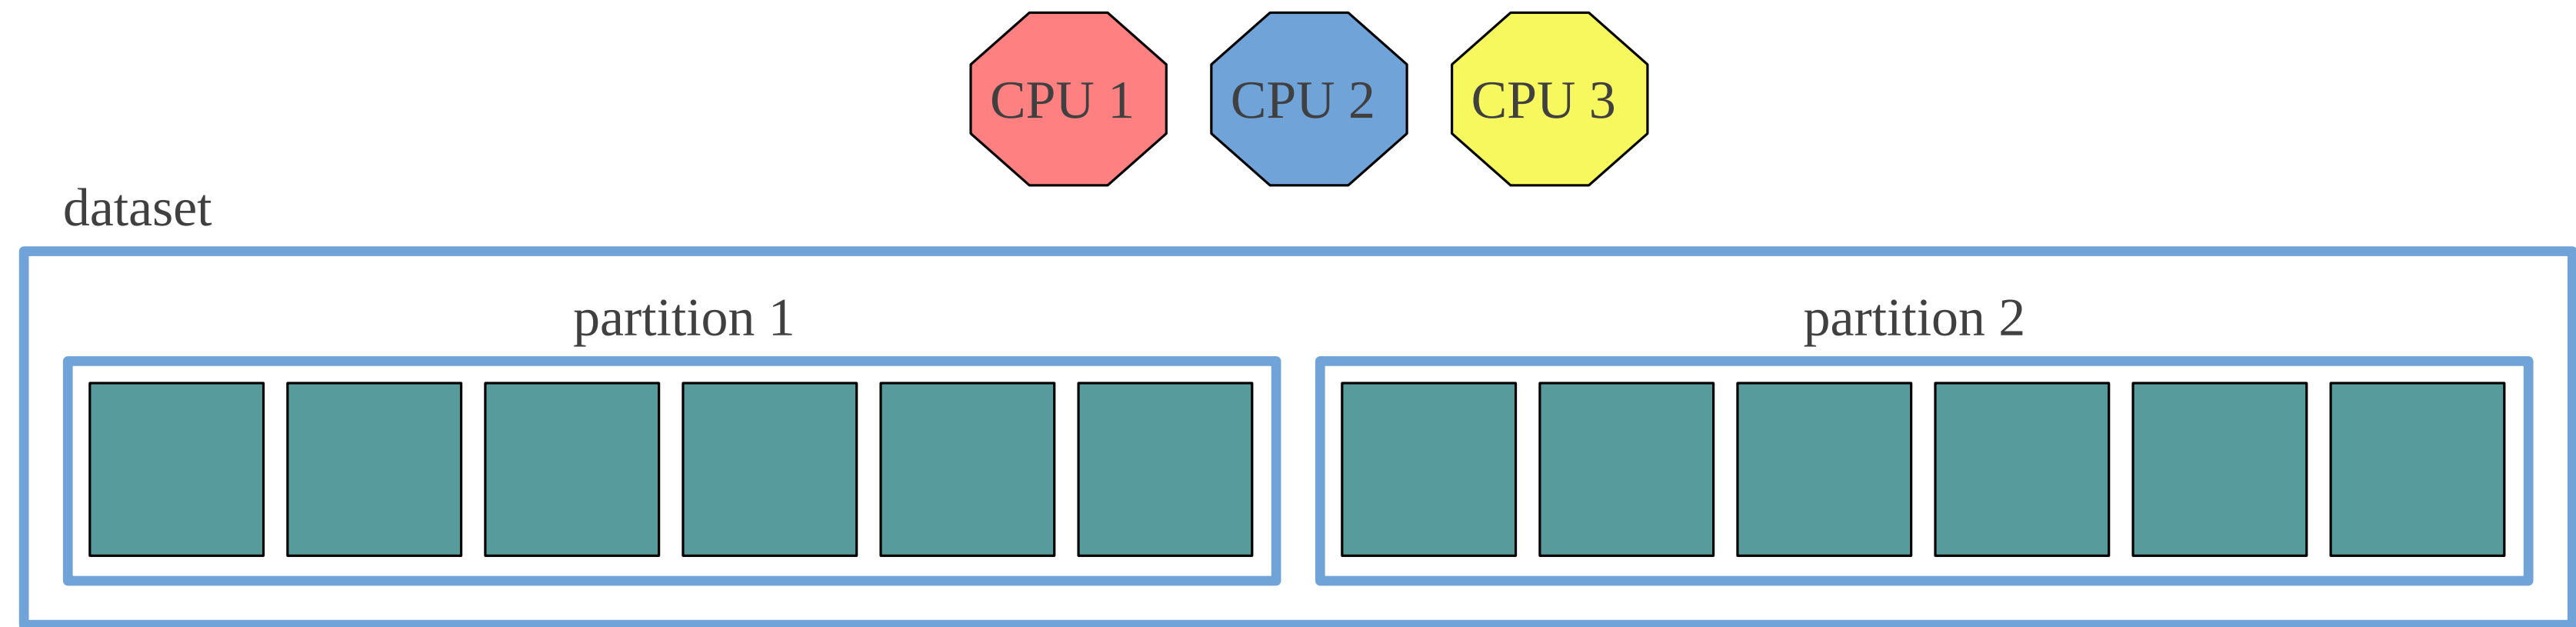 CPU 1 CPU 2 CPU 3
dataset
partition 1 partition 2